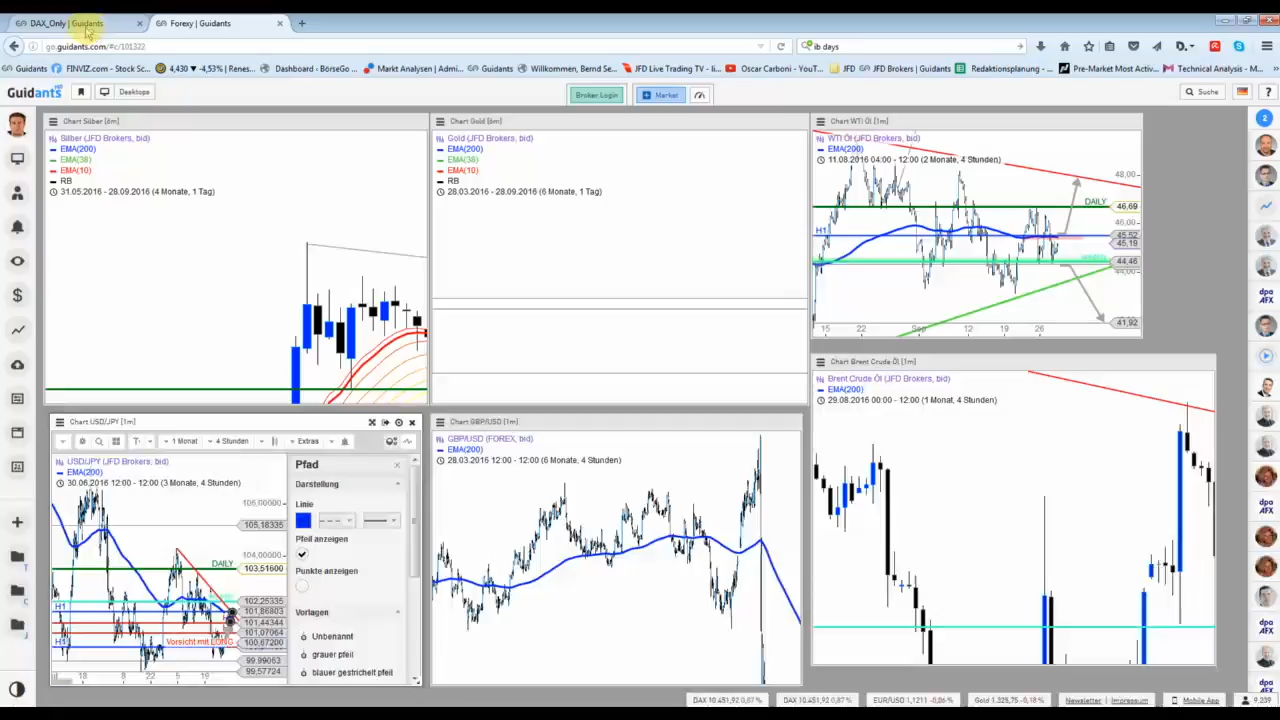 DAX_Only | Guidants
Forexy | Guidants
go.guidants.com/#c/101322
ib days
Guidants
FINVIZ.com - Stock Sc...
4,430 ▾ -4,53% | Renes...
Dashboard - BörseGo ...
Markt Analysen | Admi...
Guidants
Willkommen, Bernd Se...
JFD Live Trading TV - li...
Oscar Carboni - YouT...
JFD
JFD Brokers | Guidants
Redaktionsplanung - ...
Pre-Market Most Activ...
Technical Analysis - M...
Guidants
Desktops
Broker Login
Market
Suche
?
Chart Silber [6m]
Silber (JFD Brokers, bid)
EMA(200)
EMA(38)
EMA(10)
RB
31.05.2016 - 28.09.2016 (4 Monate, 1 Tag)
Chart Gold [6m]
Gold (JFD Brokers, bid)
EMA(200)
EMA(38)
EMA(10)
RB
28.03.2016 - 28.09.2016 (6 Monate, 1 Tag)
Chart WTI Öl [1m]
WTI Öl (JFD Brokers, bid)
EMA(200)
11.08.2016 04:00 - 12:00 (2 Monate, 4 Stunden)
48,00
DAILY
46,69
46,00
H1
45,52
45,19
44,46
44,00
41,92
15
22
Sep
12
19
26
Chart Brent Crude Öl [1m]
Brent Crude Öl (JFD Brokers, bid)
EMA(200)
29.08.2016 00:00 - 12:00 (1 Monat, 4 Stunden)
Chart USD/JPY [1m]
1 Monat
4 Stunden
Extras
USD/JPY (JFD Brokers, bid)
EMA(200)
30.06.2016 12:00 - 12:00 (3 Monate, 4 Stunden)
106,00000
105,18335
104,00000
DAILY
103,51600
102,25335
H1
101,86803
101,44344
101,07064
Vorsicht mit LONG
100,67200
H1
99,99063
99,57724
18
8
22
5
19
Pfad
Darstellung
Linie
Pfeil anzeigen
Punkte anzeigen
Vorlagen
Unbenannt
grauer pfeil
blauer gestrichelt pfeil
Chart GBP/USD [1m]
GBP/USD (FOREX, bid)
EMA(200)
28.03.2016 12:00 - 12:00 (6 Monate, 4 Stunden)
2
dpa
AFX
dpa
AFX
dpa
AFX
dpa
DAX 10.451,92 0,87 %
DAX 10.451,92 0,87 %
EUR/USD 1,1211 -0,06 %
Gold 1.325,75 -0,18 %
Newsletter
Impressum
Mobile App
9.239